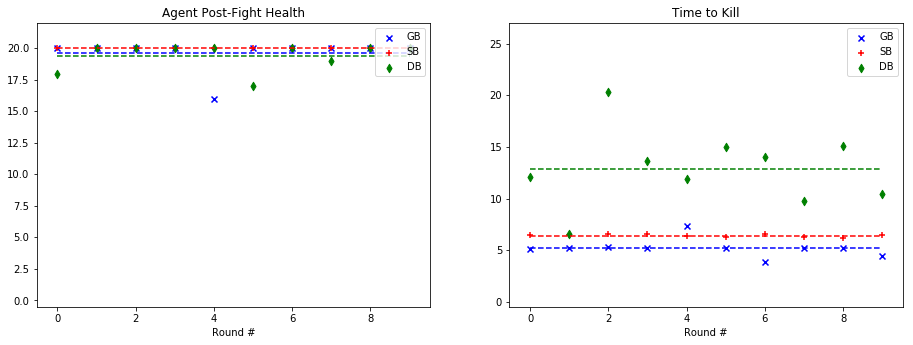 Agent Post-Fight Health
20.0
17.5
15.0
12.5
10.0
7.5
5.0
2.5
0.0
0 2 4 6 8
Round #
GB
SB
DB
Time to Kill
25
20
15
10
5
0
0 2 4 6 8
Round #
GB
SB
DB